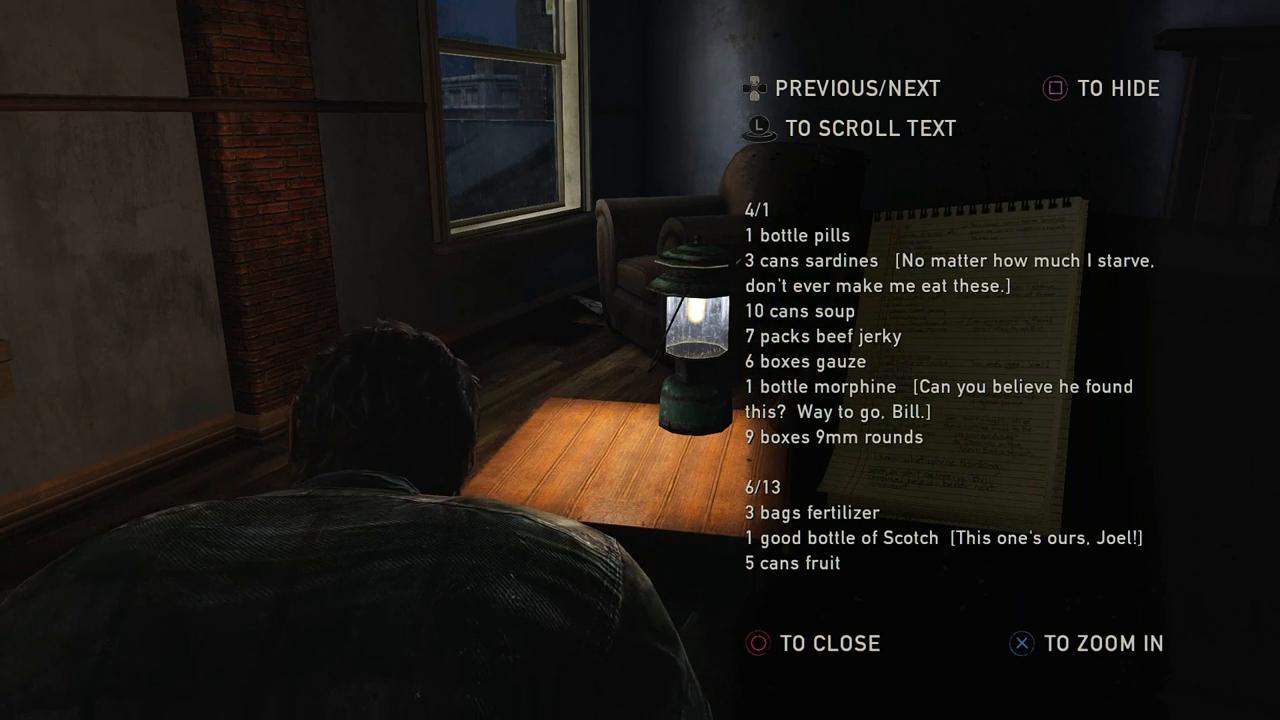 PREVIOUS/NEXT
TO HIDE
L TO SCROLL TEXT
4/1
1 bottle pills
3 cans sardines [No matter how much I starve,
don't ever make me eat these.]
10 cans soup
7 packs beef jerky
6 boxes gauze
1 bottle morphine [Can you believe he found
this? Way to go, Bill.]
9 boxes 9mm rounds
6/13
3 bags fertilizer
1 good bottle of Scotch [This one's ours, Joel!]
5 cans fruit
TO CLOSE
TO ZOOM IN